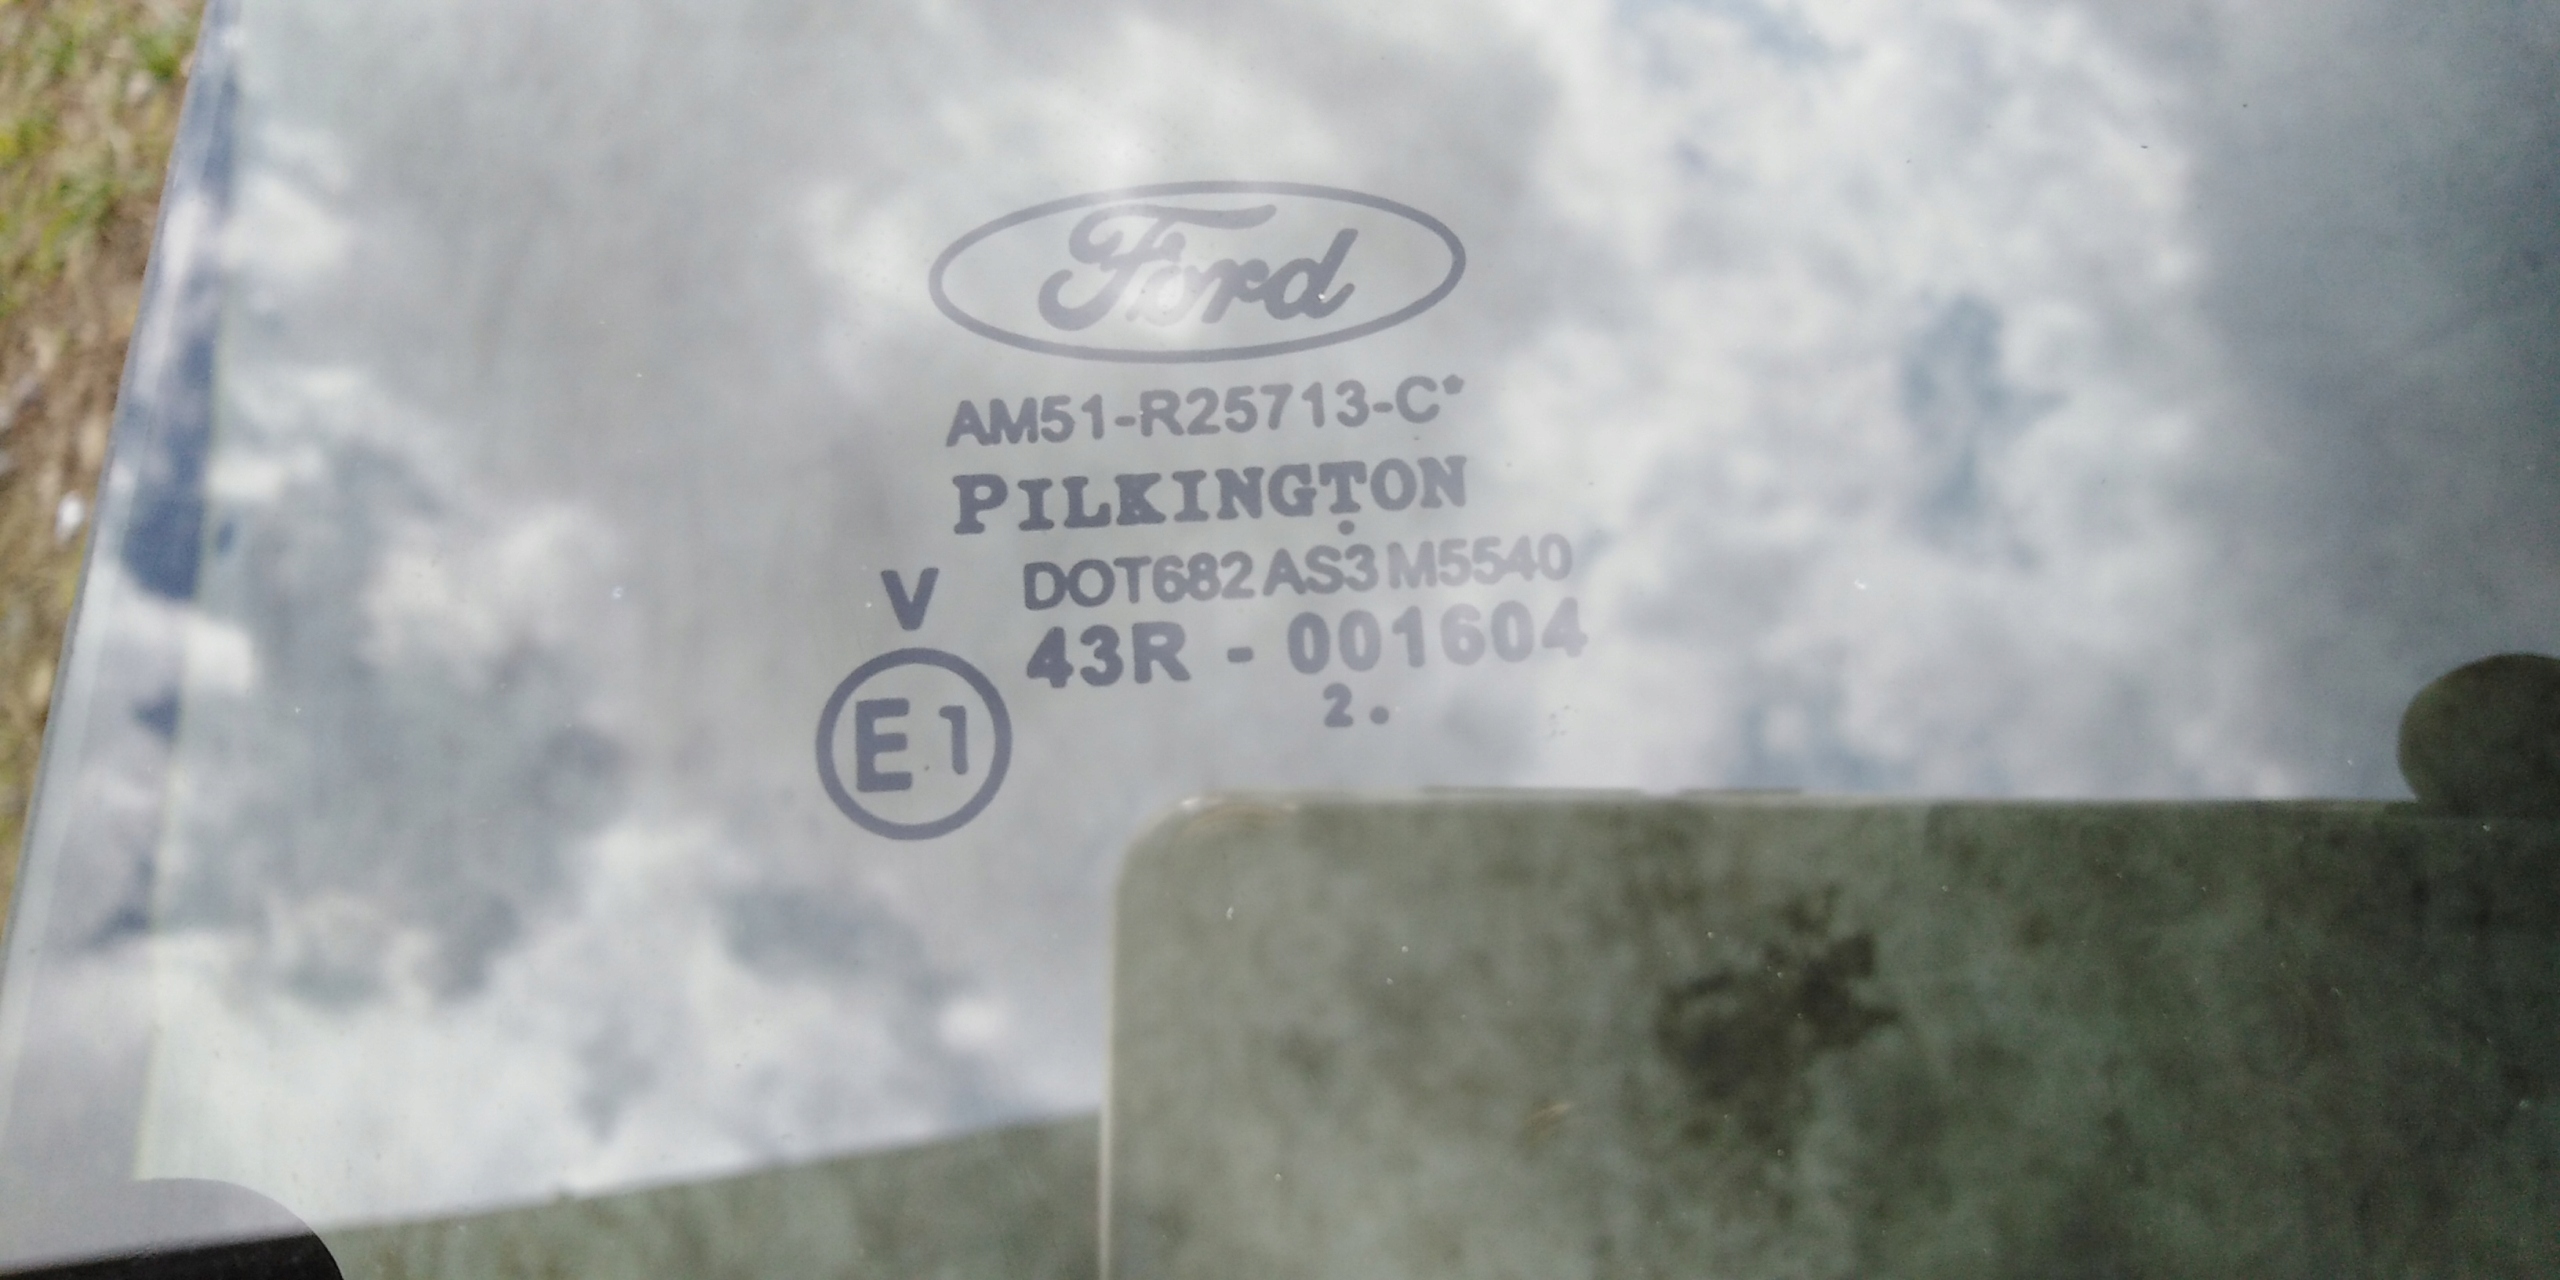 Ford
AM51-R25713-C*
PILKINGTON
V DOT682 AS3 M5540
43R - 001604
E1
2.